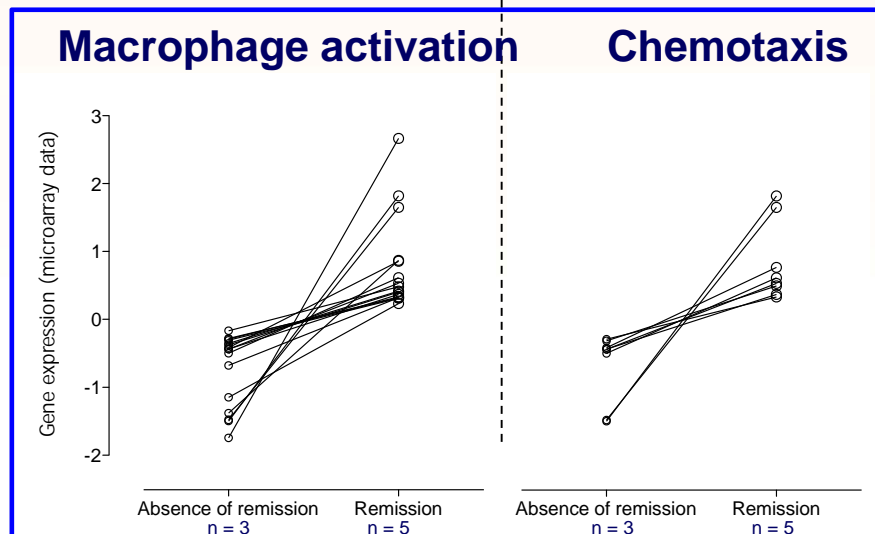 Macrophage activation
Chemotaxis
Gene expression (microarray data)
3
2
1
0
-1
-2
Absence of remission
n = 3
Remission
n = 5
Absence of remission
n = 3
Remission
n = 5